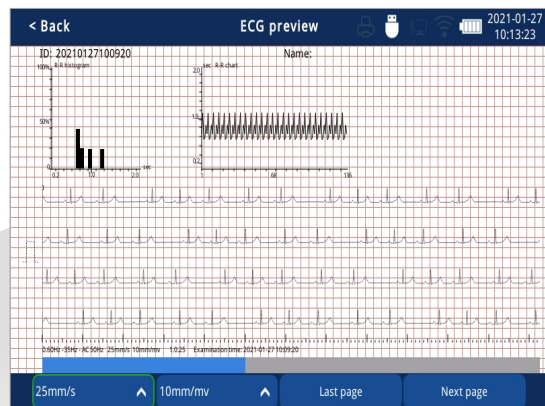 < Back
ECG preview
2021-01-27
10:13:23
ID: 20210127100920
Name:
R-R histogram
100%
50%
0
0.2 1.0 2.0 sec
sec R-R chart
2.0
1.0
0.2
1 68 136
I
0.60Hz-35Hz AC50Hz 25mm/s 10mm/mv 1:0.25 Examination time: 2021-01-27 10:09:20
25mm/s
10mm/mv
Last page
Next page